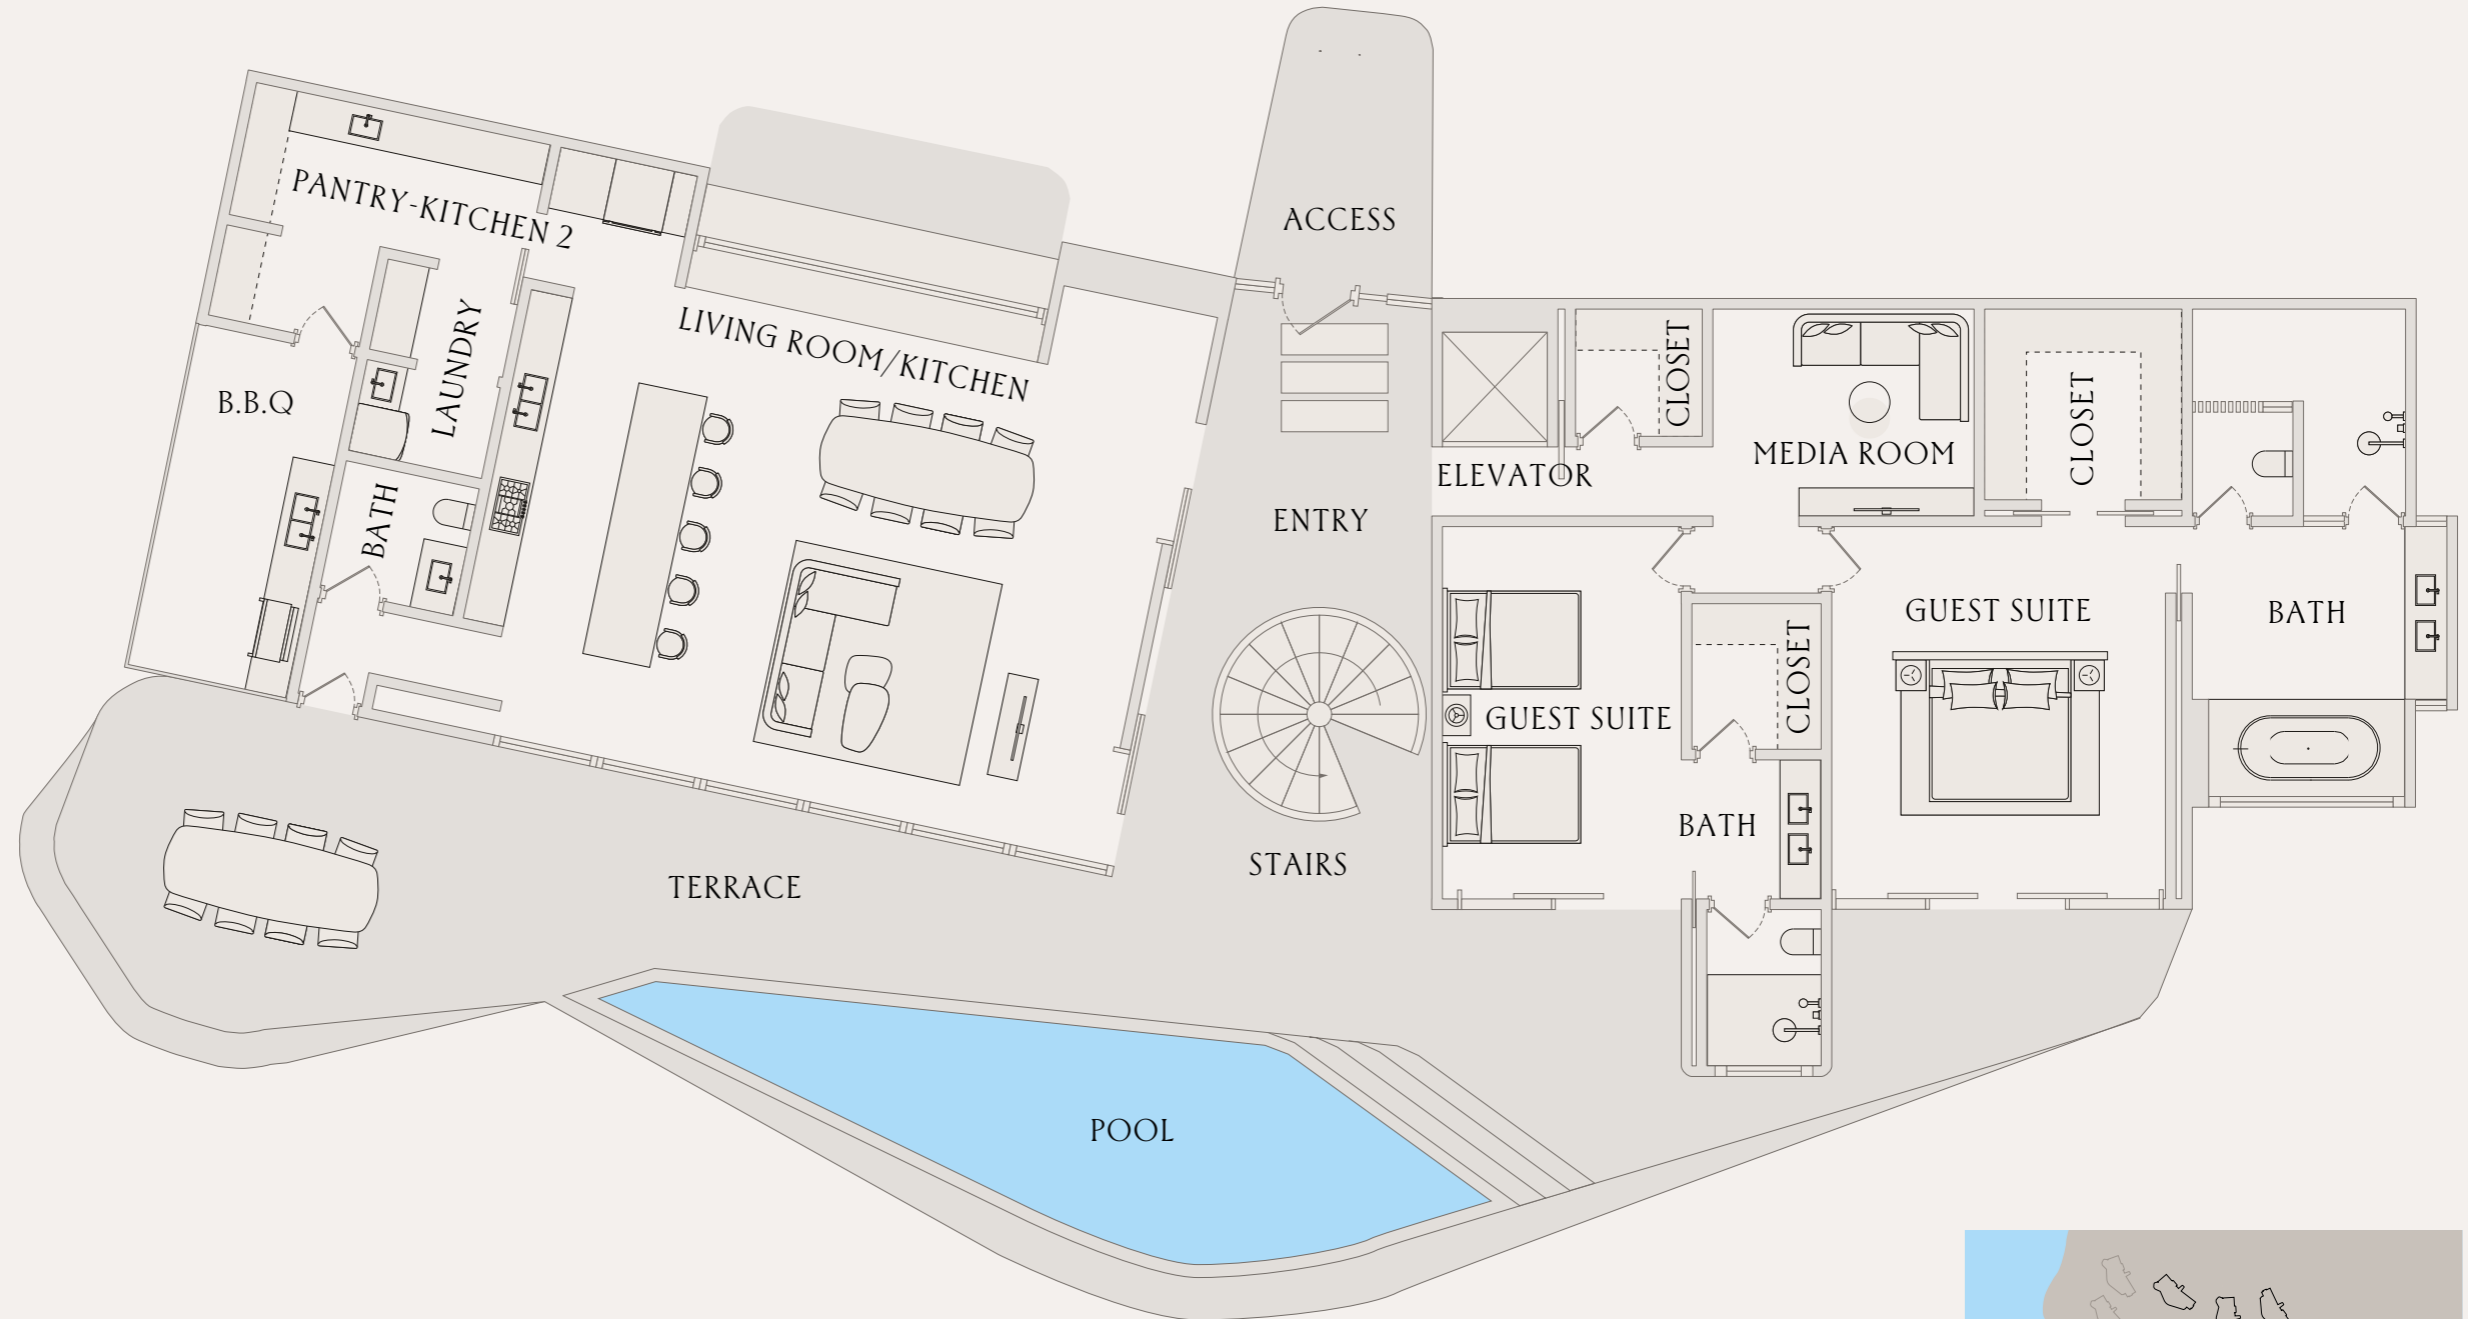 ACCESS
PANTRY-KITCHEN 2
LIVING ROOM/KITCHEN
LAUNDRY
B.B.Q
BATH
CLOSET
MEDIA ROOM
CLOSET
ELEVATOR
ENTRY
GUEST SUITE
BATH
CLOSET
GUEST SUITE
BATH
STAIRS
TERRACE
POOL